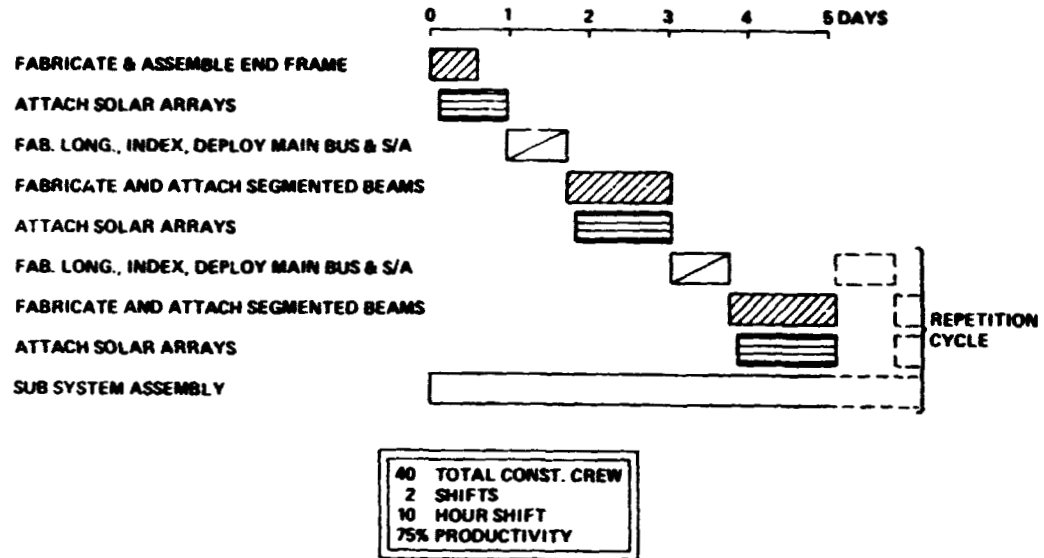 0 1 2 3 4 5 DAYS
FABRICATE & ASSEMBLE END FRAME
ATTACH SOLAR ARRAYS
FAB. LONG., INDEX, DEPLOY MAIN BUS & S/A
FABRICATE AND ATTACH SEGMENTED BEAMS
ATTACH SOLAR ARRAYS
FAB. LONG., INDEX, DEPLOY MAIN BUS & S/A
FABRICATE AND ATTACH SEGMENTED BEAMS
REPETITION
CYCLE
ATTACH SOLAR ARRAYS
SUB SYSTEM ASSEMBLY
40 TOTAL CONST. CREW
2 SHIFTS
10 HOUR SHIFT
75% PRODUCTIVITY